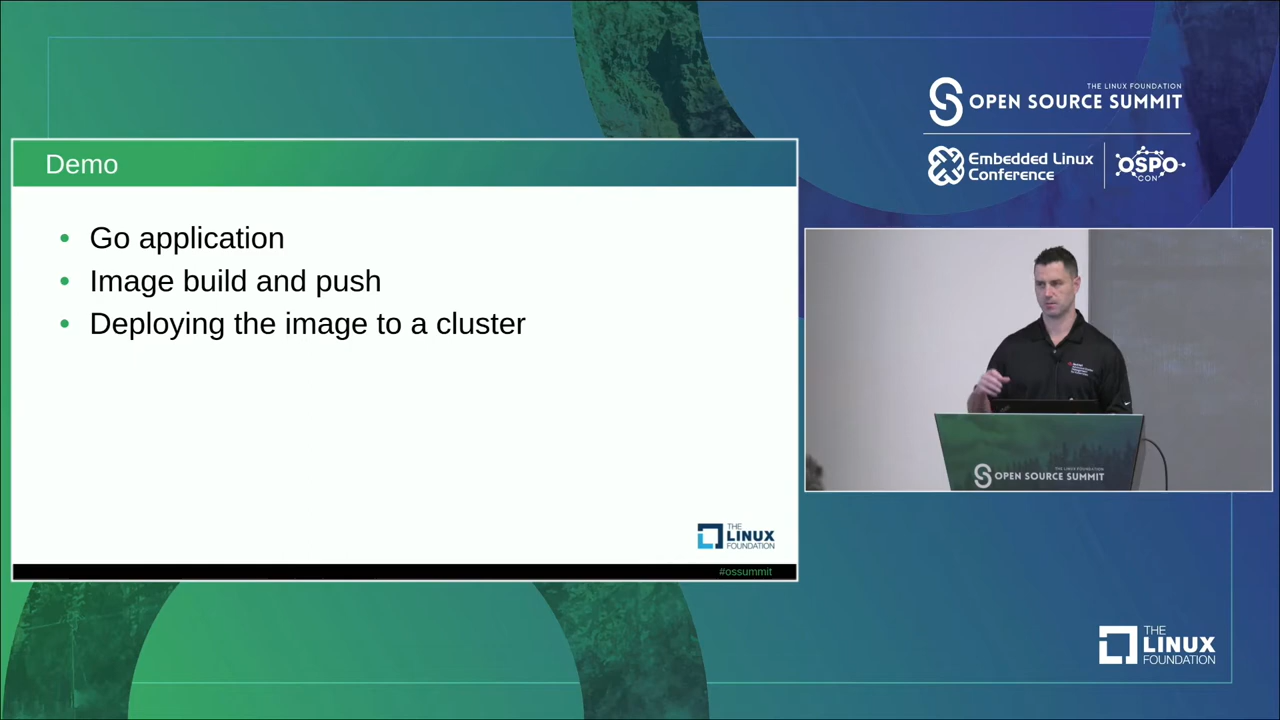 THE LINUX FOUNDATION
OPEN SOURCE SUMMIT
Embedded Linux
Conference
OSPO
CON
Demo
• Go application
• Image build and push
• Deploying the image to a cluster
THE
LINUX
FOUNDATION
#ossummit
THE LINUX FOUNDATION
OPEN SOURCE SUMMIT
THE
LINUX
FOUNDATION